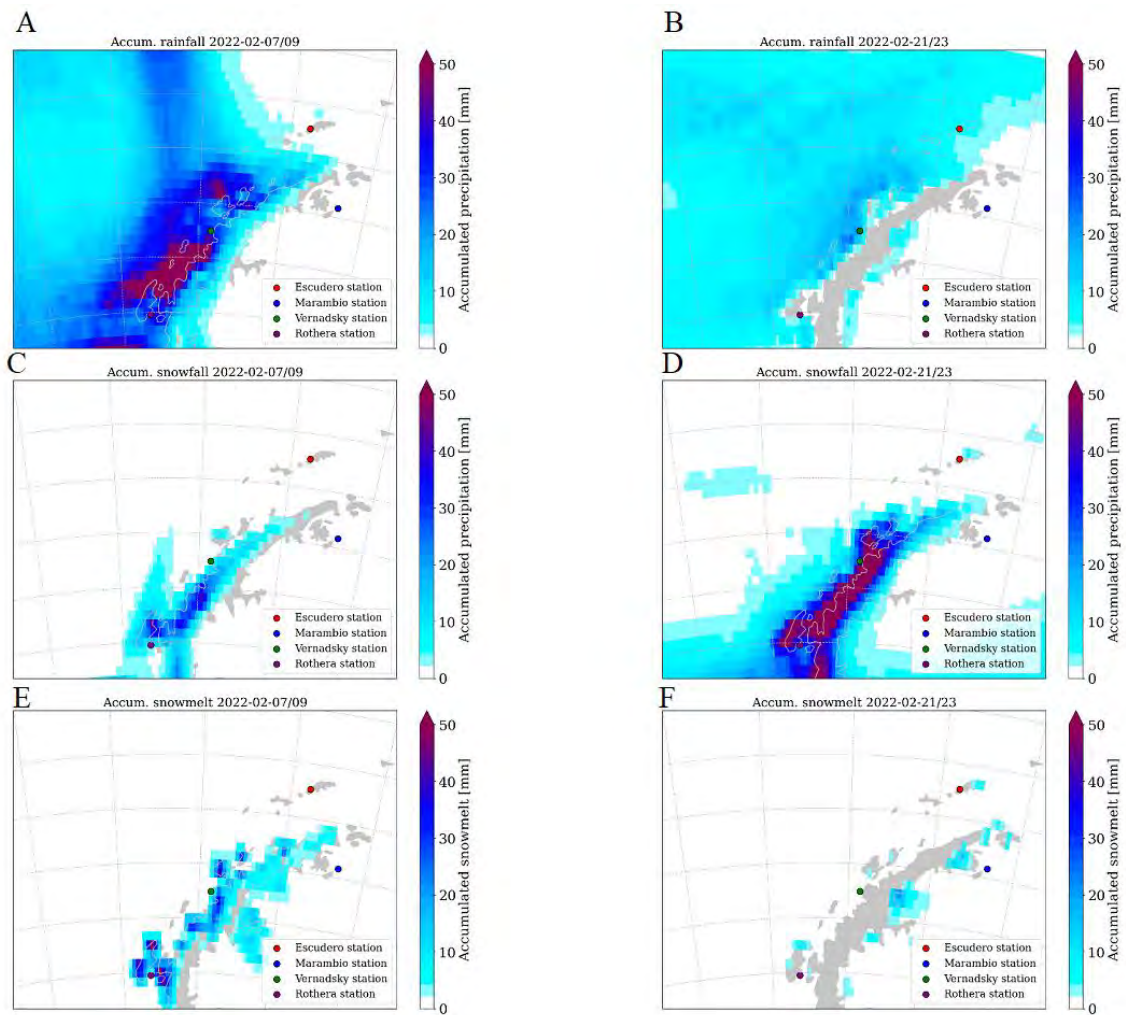 A
B
Accum. rainfall 2022-02-07/09
Accum. rainfall 2022-02-21/23
50
40
30
20
10
0
Accumulated precipitation [mm]
Escudero station
Marambio station
Vernadsky station
Rothera station
50
40
30
20
10
0
Accumulated precipitation [mm]
Escudero station
Marambio station
Vernadsky station
Rothera station
C
D
Accum. snowfall 2022-02-07/09
Accum. snowfall 2022-02-21/23
50
40
30
20
10
0
Accumulated precipitation [mm]
Escudero station
Marambio station
Vernadsky station
Rothera station
50
40
30
20
10
0
Accumulated precipitation [mm]
Escudero station
Marambio station
Vernadsky station
Rothera station
E
F
Accum. snowmelt 2022-02-07/09
Accum. snowmelt 2022-02-21/23
50
40
30
20
10
0
Accumulated snowmelt [mm]
Escudero station
Marambio station
Vernadsky station
Rothera station
50
40
30
20
10
0
Accumulated snowmelt [mm]
Escudero station
Marambio station
Vernadsky station
Rothera station